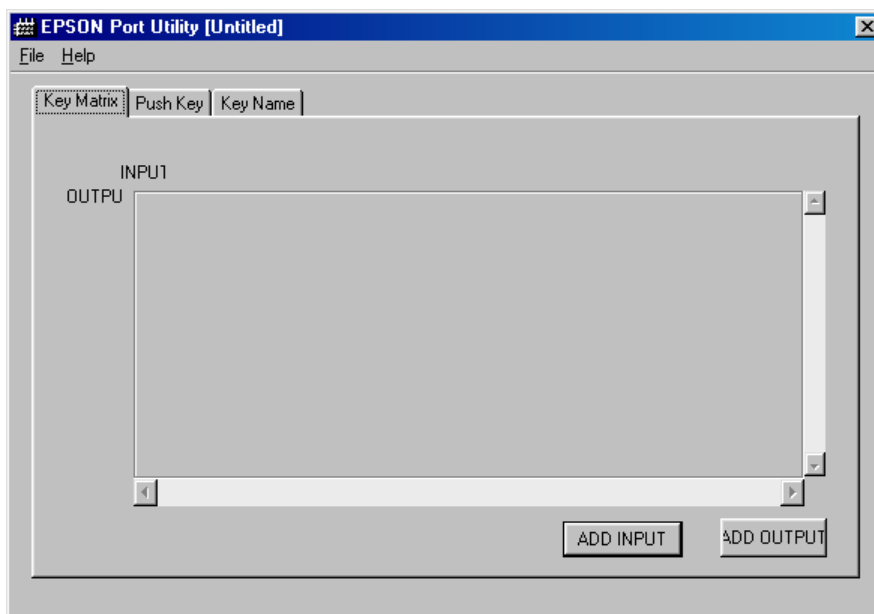 EPSON Port Utility [Untitled]
File Help
Key Matrix Push Key Key Name
INPUT
OUTPU
ADD INPUT ADD OUTPUT